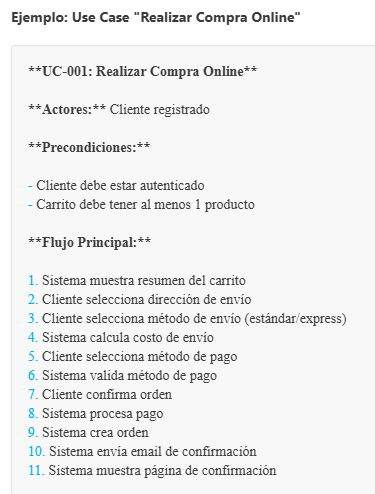 Ejemplo: Use Case "Realizar Compra Online"
**UC-001: Realizar Compra Online**
**Actores:** Cliente registrado
**Precondiciones:**
- Cliente debe estar autenticado
- Carrito debe tener al menos 1 producto
**Flujo Principal:**
1. Sistema muestra resumen del carrito
2. Cliente selecciona dirección de envío
3. Cliente selecciona método de envío (estándar/express)
4. Sistema calcula costo de envío
5. Cliente selecciona método de pago
6. Sistema valida método de pago
7. Cliente confirma orden
8. Sistema procesa pago
9. Sistema crea orden
10. Sistema envía email de confirmación
11. Sistema muestra página de confirmación